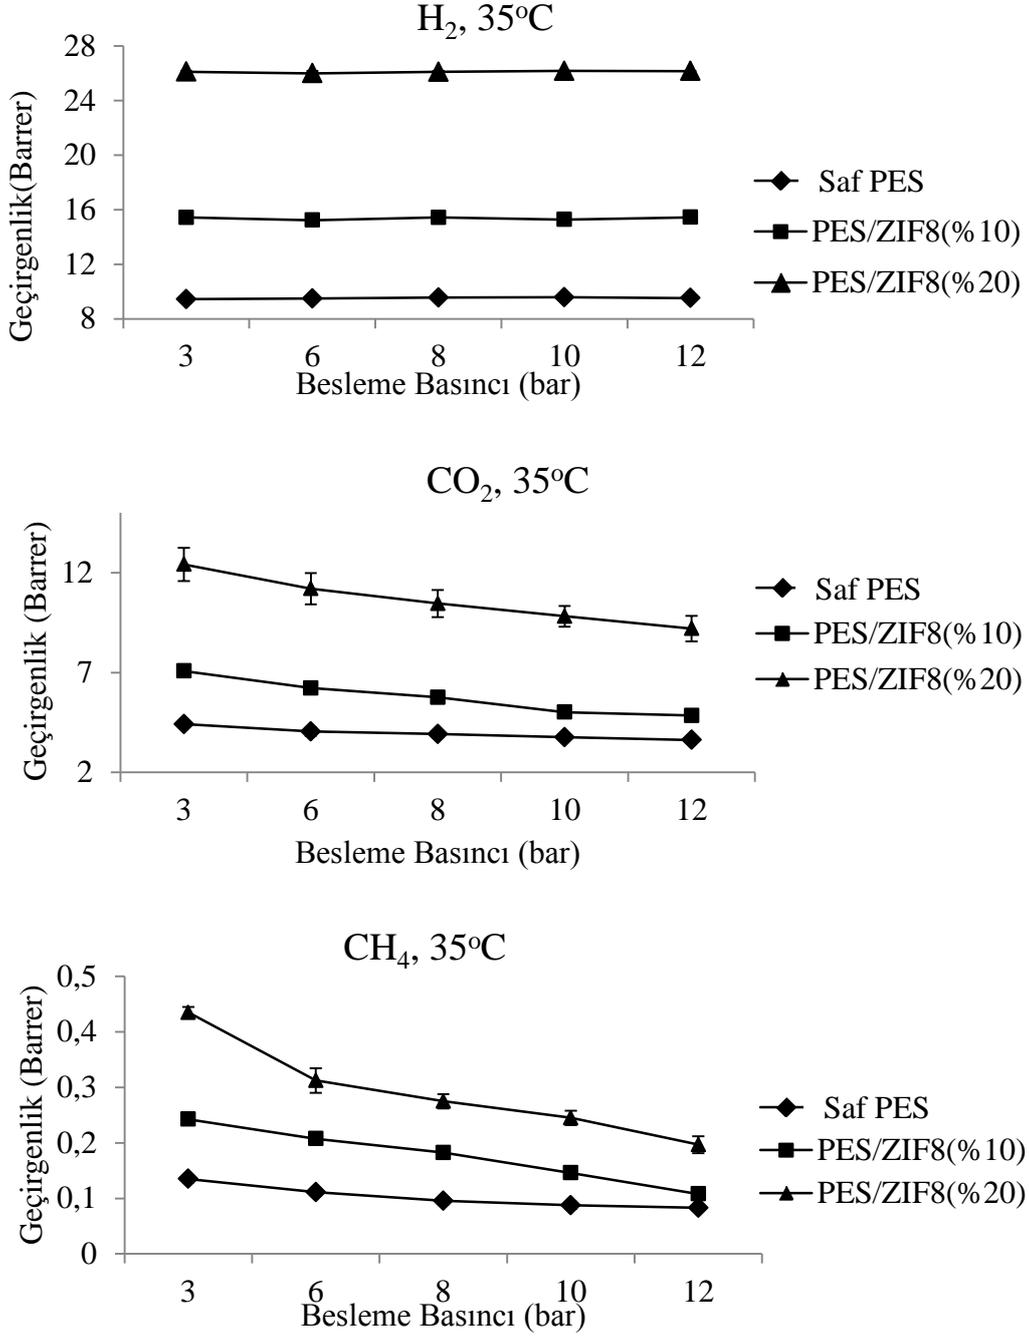 H₂, 35ᵒC
Geçirgenlik(Barrer)
28
24
20
16
12
8
3 6 8 10 12
Besleme Basıncı (bar)
Saf PES
PES/ZIF8(%10)
PES/ZIF8(%20)
CO₂, 35ᵒC
Geçirgenlik (Barrer)
12
7
2
3 6 8 10 12
Besleme Basıncı (bar)
Saf PES
PES/ZIF8(%10)
PES/ZIF8(%20)
CH₄, 35ᵒC
Geçirgenlik (Barrer)
0,5
0,4
0,3
0,2
0,1
0
3 6 8 10 12
Besleme Basıncı (bar)
Saf PES
PES/ZIF8(%10)
PES/ZIF8(%20)